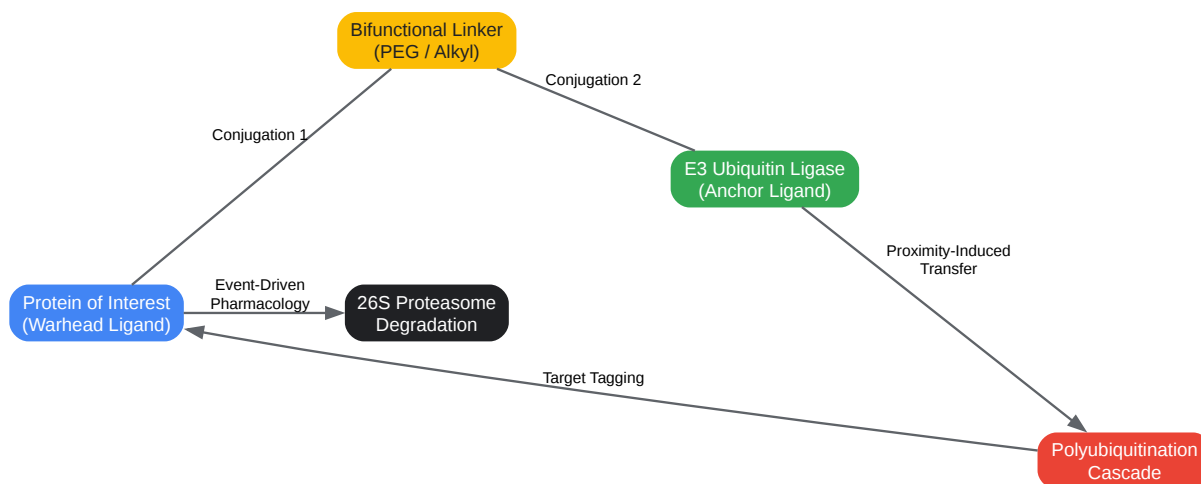 Bifunctional Linker
(PEG / Alkyl)
Conjugation 2
Conjugation 1
E3 Ubiquitin Ligase
(Anchor Ligand)
Proximity-Induced
Transfer
Event-Driven
Pharmacology
Protein of Interest
(Warhead Ligand)
26S Proteasome
Degradation
Target Tagging
Polyubiquitination
Cascade